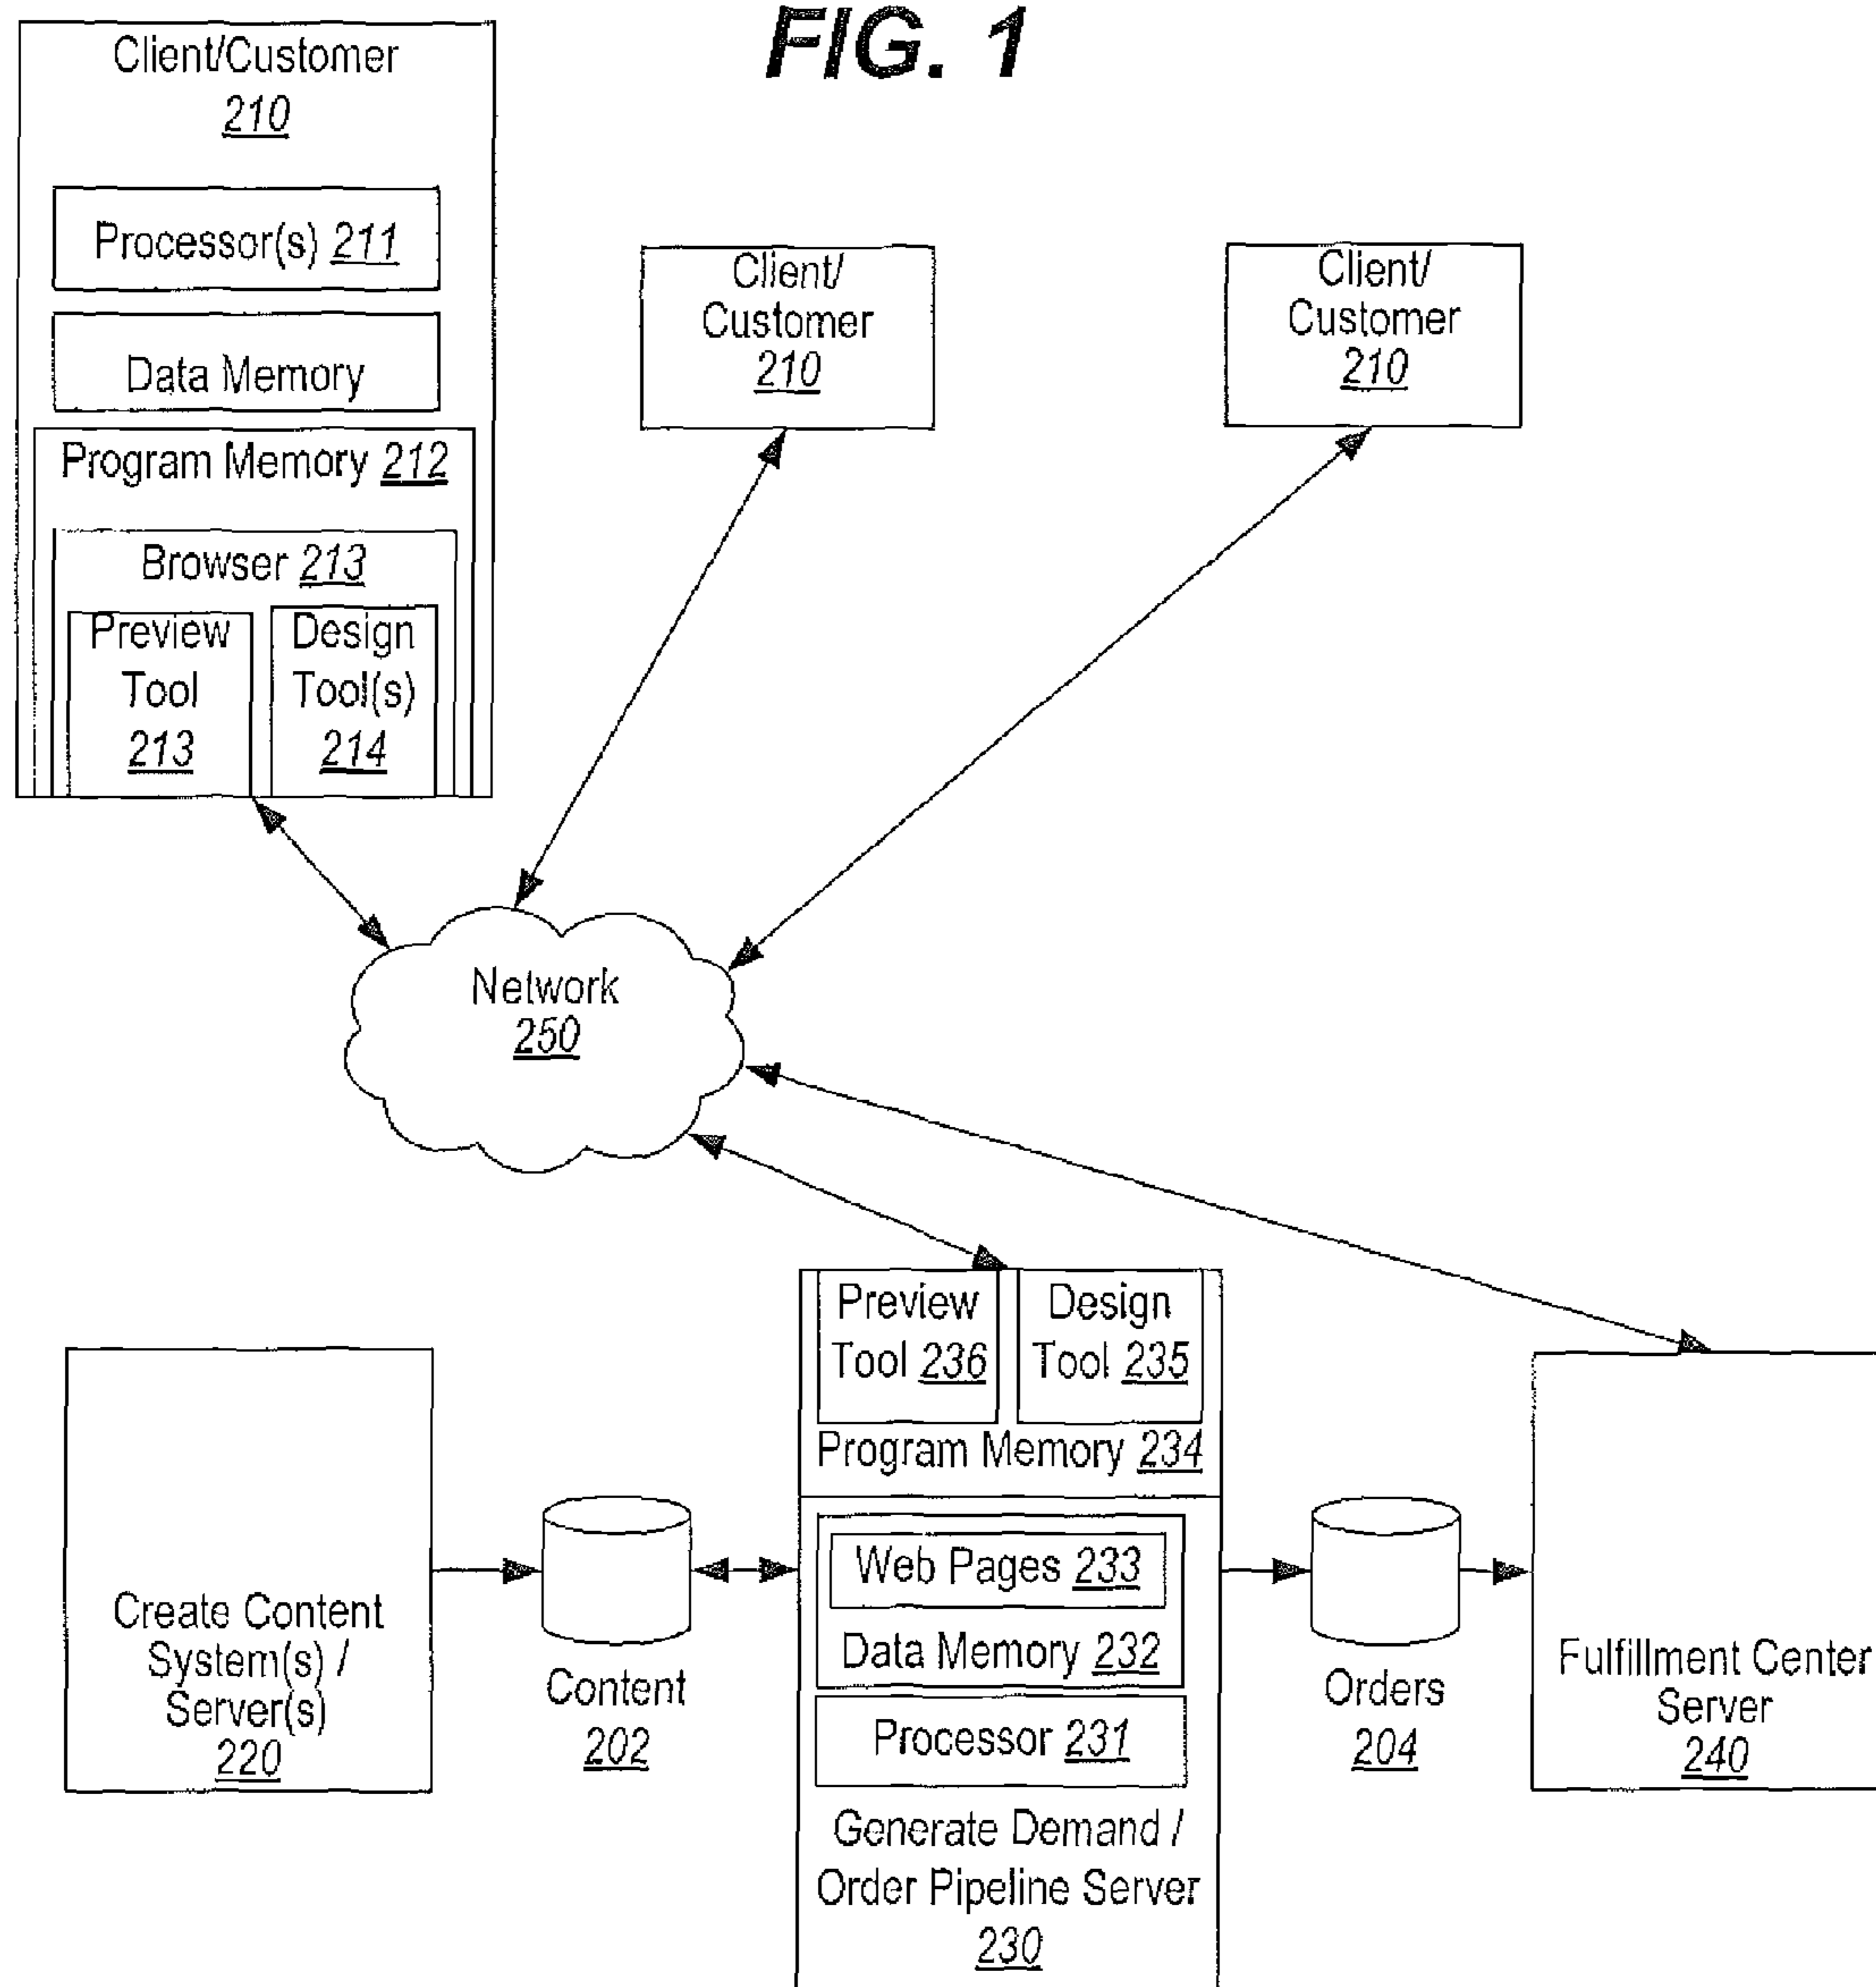 FIG. 1
Client/Customer
210
Processor(s) 211
Data Memory
Program Memory 212
Browser 213
Preview
Tool
213
Design
Tool(s)
214
Client/
Customer
210
Client/
Customer
210
Network
250
Create Content
System(s) /
Server(s)
220
Content
202
Preview
Tool 236
Design
Tool 235
Program Memory 234
Web Pages 233
Data Memory 232
Processor 231
Generate Demand /
Order Pipeline Server
230
Orders
204
Fulfillment Center
Server
240